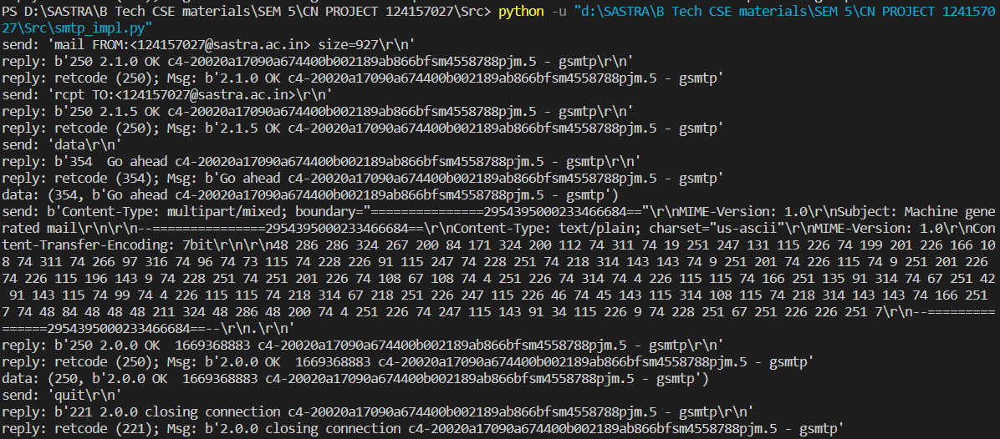 PS D:\SASTRA\B Tech CSE materials\SEM 5\CN PROJECT 124157027\Src> python -u "d:\SASTRA\B Tech CSE materials\SEM 5\CN PROJECT 1241570
27\Src\smtp_impl.py"
send: 'mail FROM:<124157027@sastra.ac.in> size=927\r\n'
reply: b'250 2.1.0 OK c4-20020a17090a674400b002189ab866bfsm4558788pjm.5 - gsmtp\r\n'
reply: retcode (250); Msg: b'2.1.0 OK c4-20020a17090a674400b002189ab866bfsm4558788pjm.5 - gsmtp'
send: 'rcpt TO:<124157027@sastra.ac.in>\r\n'
reply: b'250 2.1.5 OK c4-20020a17090a674400b002189ab866bfsm4558788pjm.5 - gsmtp\r\n'
reply: retcode (250); Msg: b'2.1.5 OK c4-20020a17090a674400b002189ab866bfsm4558788pjm.5 - gsmtp'
send: 'data\r\n'
reply: b'354  Go ahead c4-20020a17090a674400b002189ab866bfsm4558788pjm.5 - gsmtp\r\n'
reply: retcode (354); Msg: b'Go ahead c4-20020a17090a674400b002189ab866bfsm4558788pjm.5 - gsmtp'
data: (354, b'Go ahead c4-20020a17090a674400b002189ab866bfsm4558788pjm.5 - gsmtp')
send: b'Content-Type: multipart/mixed; boundary="===============2954395000233466684=="\r\nMIME-Version: 1.0\r\nSubject: Machine gene
rated mail\r\n\r\n--===============2954395000233466684==\r\nContent-Type: text/plain; charset="us-ascii"\r\nMIME-Version: 1.0\r\nCon
tent-Transfer-Encoding: 7bit\r\n\r\n48 286 286 324 267 200 84 171 324 200 112 74 311 74 19 251 247 131 115 226 74 199 201 226 166 10
8 74 311 74 266 97 316 74 96 74 73 115 74 228 226 91 115 247 74 228 251 74 218 314 143 143 74 9 251 201 74 226 115 74 9 251 201 226
74 226 115 196 143 9 74 228 251 74 251 201 226 74 108 67 108 74 4 251 226 74 314 74 4 226 115 115 74 166 251 135 91 314 74 67 251 42
 91 143 115 74 99 74 4 226 115 115 74 218 314 67 218 251 226 247 115 226 46 74 45 143 115 314 108 115 74 218 314 143 143 74 166 251
7 74 48 84 48 48 48 211 324 48 286 48 200 74 4 251 226 74 247 115 143 91 34 115 226 9 74 228 251 67 251 226 226 251 7\r\n--=========
======2954395000233466684==--\r\n.\r\n'
reply: b'250 2.0.0 OK  1669368883 c4-20020a17090a674400b002189ab866bfsm4558788pjm.5 - gsmtp\r\n'
reply: retcode (250); Msg: b'2.0.0 OK  1669368883 c4-20020a17090a674400b002189ab866bfsm4558788pjm.5 - gsmtp'
data: (250, b'2.0.0 OK  1669368883 c4-20020a17090a674400b002189ab866bfsm4558788pjm.5 - gsmtp')
send: 'quit\r\n'
reply: b'221 2.0.0 closing connection c4-20020a17090a674400b002189ab866bfsm4558788pjm.5 - gsmtp\r\n'
reply: retcode (221); Msg: b'2.0.0 closing connection c4-20020a17090a674400b002189ab866bfsm4558788pjm.5 - gsmtp'